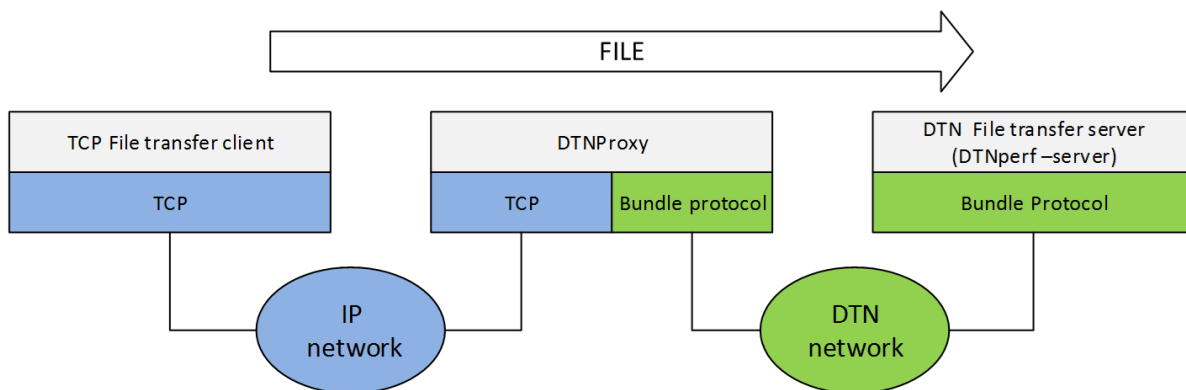 FILE
TCP File transfer client
DTNProxy
DTN File transfer server
(DTNperf –server)
TCP
TCP
Bundle protocol
Bundle Protocol
IP
network
DTN
network